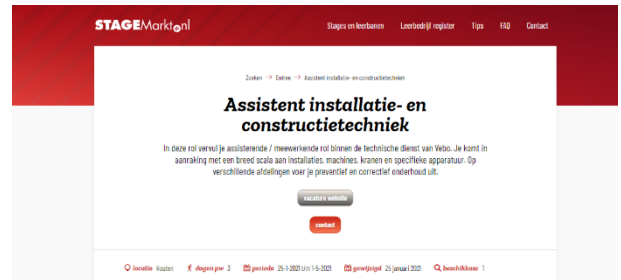 STAGEMarkt.nl Stages en leerbanen Leerbedrijf register Tips FAQ Contact
Zoeken -> Entree -> Assistent installatie- en constructietechniek
Assistent installatie- en
constructietechniek
In deze rol vervul je assisterende / meewerkende rol binnen de technische dienst van Vebo. Je komt in
aanraking met een breed scala aan installaties, machines, kranen en specifieke apparatuur. Op
verschillende afdelingen voer je preventief en correctief onderhoud uit.
vacature website
contact
locatie Houten dagen pw 3 periode 25-1-2021 t/m 1-5-2021 gewijzigd 25 januari 2021 beschikbaar 1